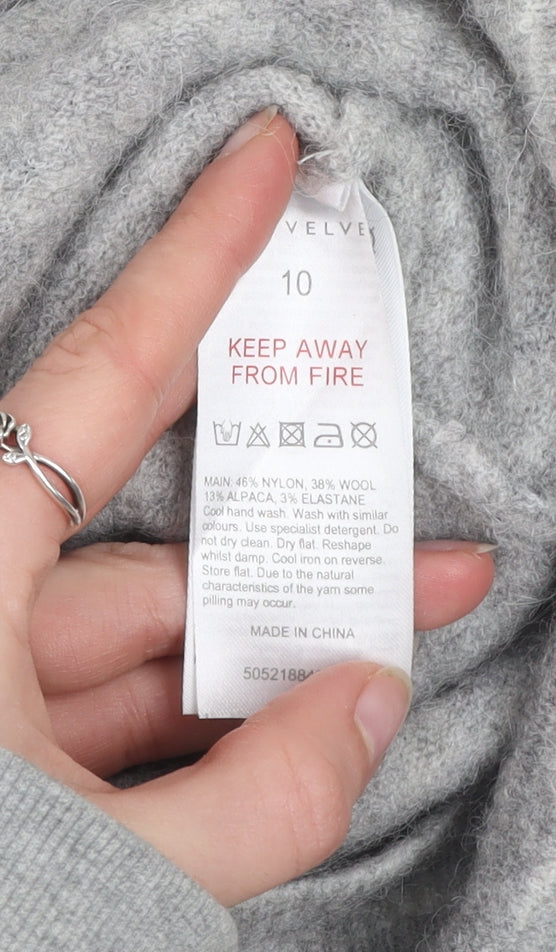 VELVE
10
KEEP AWAY
FROM FIRE
MAIN: 46% NYLON, 38% WOOL
13% ALPACA, 3% ELASTANE
Cool hand wash. Wash with similar
colours. Use specialist detergent. Do
not dry clean. Dry flat. Reshape
whilst damp. Cool iron on reverse.
Store flat. Due to the natural
characteristics of the yarn some
pilling may occur.
MADE IN CHINA
5052188